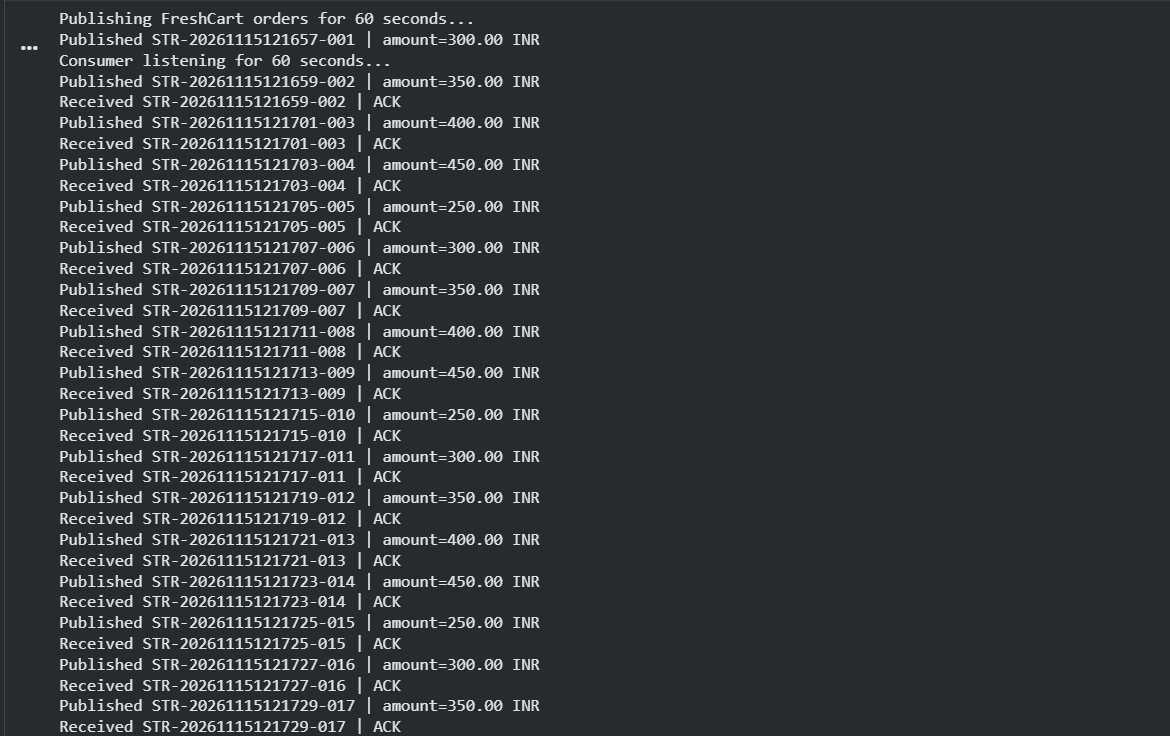 Publishing FreshCart orders for 60 seconds...
Published STR-20261115121657-001 | amount=300.00 INR
Consumer listening for 60 seconds...
Published STR-20261115121659-002 | amount=350.00 INR
Received STR-20261115121659-002 | ACK
Published STR-20261115121701-003 | amount=400.00 INR
Received STR-20261115121701-003 | ACK
Published STR-20261115121703-004 | amount=450.00 INR
Received STR-20261115121703-004 | ACK
Published STR-20261115121705-005 | amount=250.00 INR
Received STR-20261115121705-005 | ACK
Published STR-20261115121707-006 | amount=300.00 INR
Received STR-20261115121707-006 | ACK
Published STR-20261115121709-007 | amount=350.00 INR
Received STR-20261115121709-007 | ACK
Published STR-20261115121711-008 | amount=400.00 INR
Received STR-20261115121711-008 | ACK
Published STR-20261115121713-009 | amount=450.00 INR
Received STR-20261115121713-009 | ACK
Published STR-20261115121715-010 | amount=250.00 INR
Received STR-20261115121715-010 | ACK
Published STR-20261115121717-011 | amount=300.00 INR
Received STR-20261115121717-011 | ACK
Published STR-20261115121719-012 | amount=350.00 INR
Received STR-20261115121719-012 | ACK
Published STR-20261115121721-013 | amount=400.00 INR
Received STR-20261115121721-013 | ACK
Published STR-20261115121723-014 | amount=450.00 INR
Received STR-20261115121723-014 | ACK
Published STR-20261115121725-015 | amount=250.00 INR
Received STR-20261115121725-015 | ACK
Published STR-20261115121727-016 | amount=300.00 INR
Received STR-20261115121727-016 | ACK
Published STR-20261115121729-017 | amount=350.00 INR
Received STR-20261115121729-017 | ACK